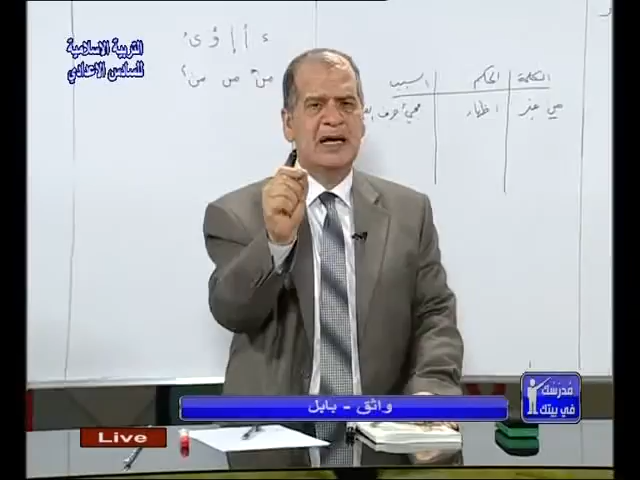 التربية الاسلامية
للسادس الاعدادي
ء أ إ ؤ ئ
الكلمة الحكم السبب
اظهار
واثق - بابل
مدرستك
في بيتك
Live